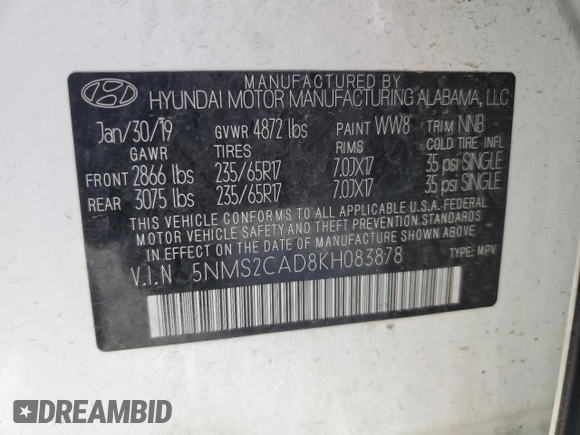 MANUFACTURED BY
HYUNDAI MOTOR MANUFACTURING ALABAMA, LLC
Jan/30/19 GVWR 4872 lbs PAINT WW8 TRIM NNB
GAWR TIRES RIMS COLD TIRE INFL
FRONT 2866 lbs 235/65R17 7.0JX17 35 psi SINGLE
REAR 3075 lbs 235/65R17 7.0JX17 35 psi SINGLE
THIS VEHICLE CONFORMS TO ALL APPLICABLE U.S.A. FEDERAL
MOTOR VEHICLE SAFETY AND THEFT PREVENTION STANDARDS
IN EFFECT ON THE DATE OF MANUFACTURE SHOWN ABOVE.
V.I.N 5NMS2CAD8KH083878 TYPE: MPV
DREAMBID